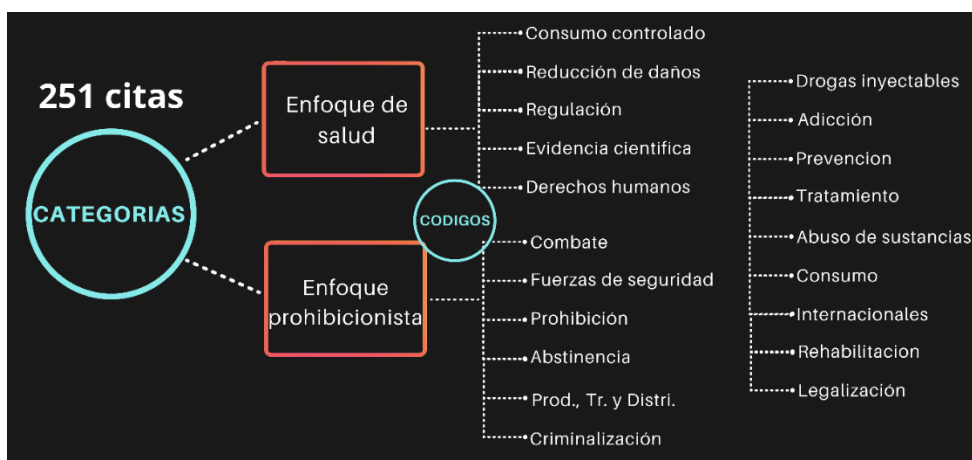 251 citas
CATEGORIAS
Enfoque de
salud
Enfoque
prohibicionista
CODIGOS
Consumo controlado
Reducción de daños
Regulación
Evidencia cientifica
Derechos humanos
Combate
Fuerzas de seguridad
Prohibición
Abstinencia
Prod., Tr. y Distri.
Criminalización
Drogas inyectables
Adicción
Prevencion
Tratamiento
Abuso de sustancias
Consumo
Internacionales
Rehabilitacion
Legalización